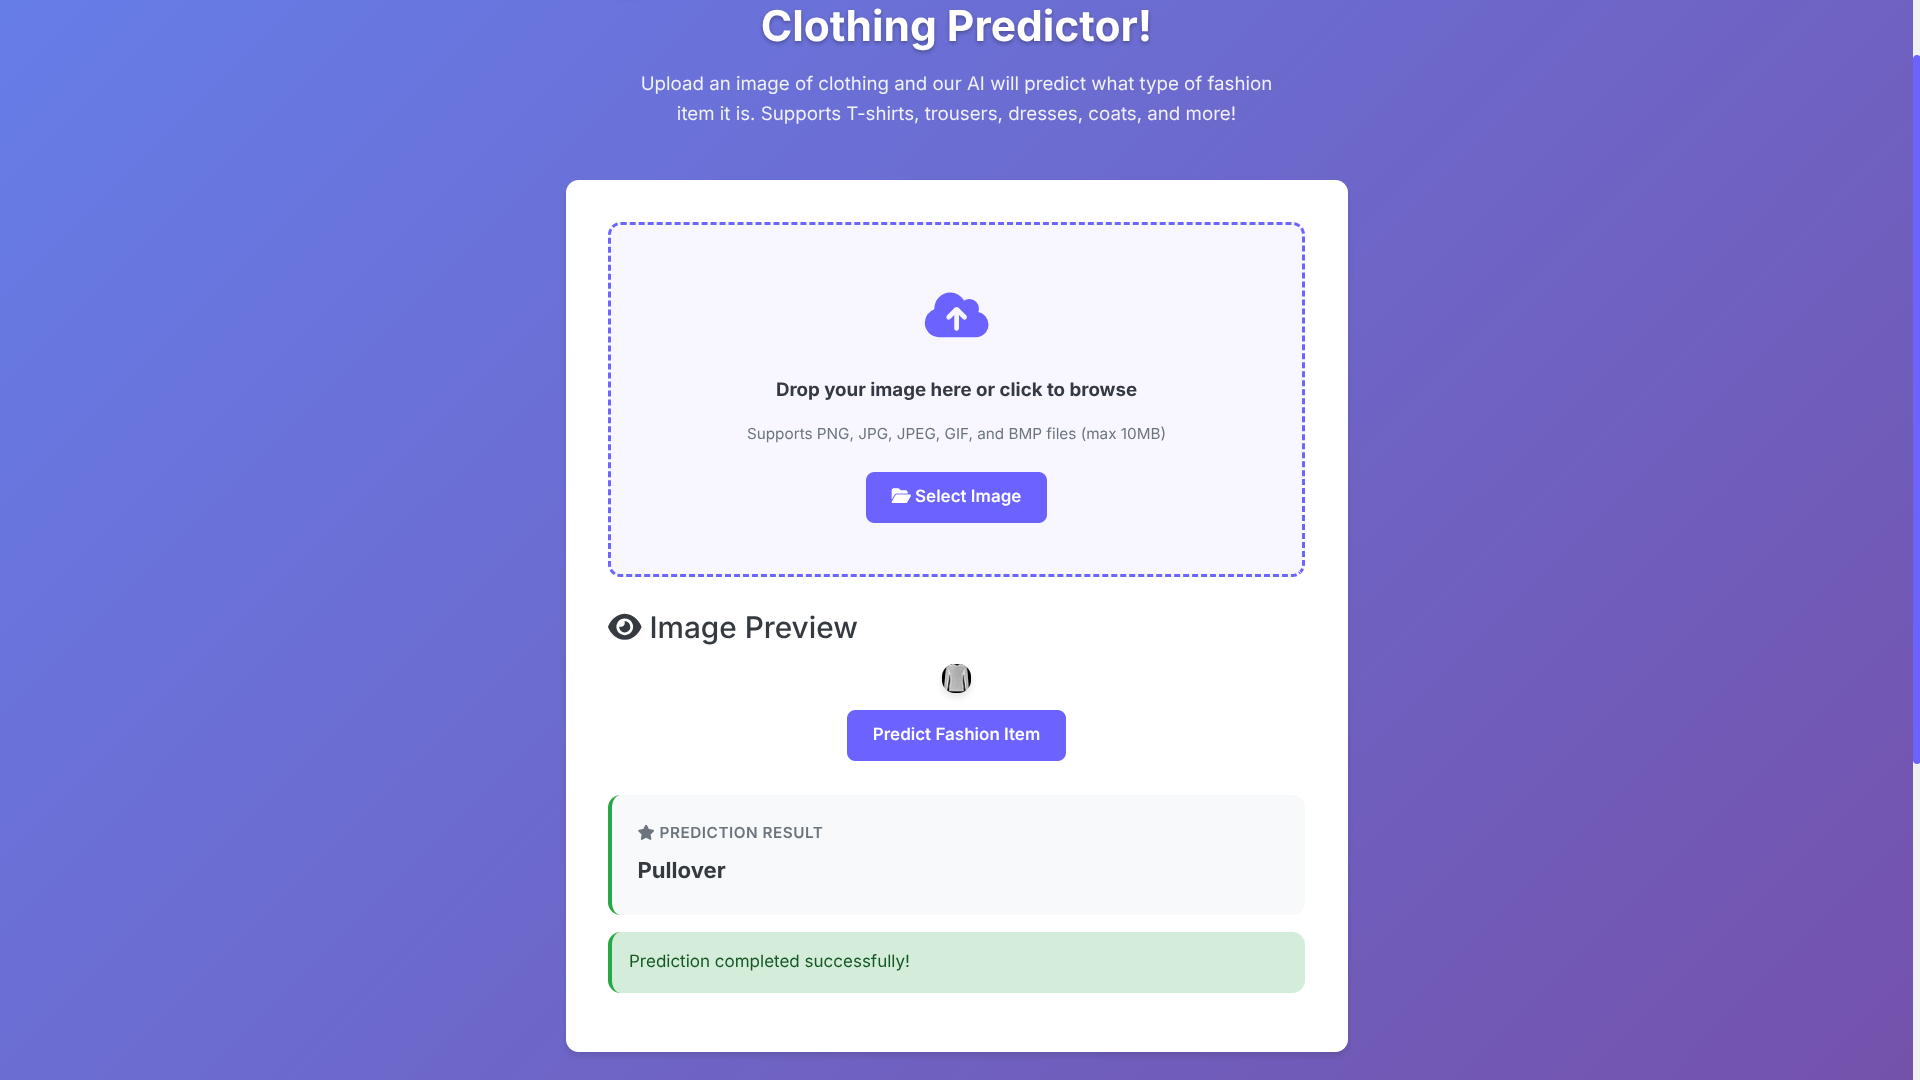 Clothing Predictor!
Upload an image of clothing and our AI will predict what type of fashion
item it is. Supports T-shirts, trousers, dresses, coats, and more!
Drop your image here or click to browse
Supports PNG, JPG, JPEG, GIF, and BMP files (max 10MB)
Select Image
Image Preview
Predict Fashion Item
PREDICTION RESULT
Pullover
Prediction completed successfully!